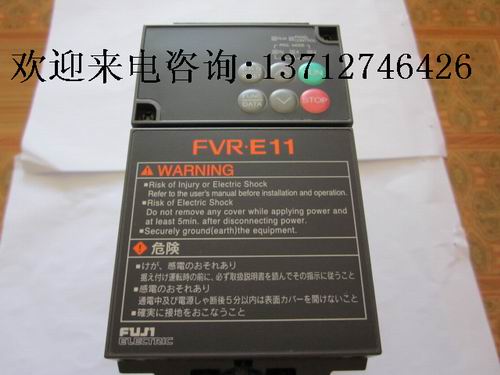 欢迎来电咨询:13712746426
RUN
FUNC
DATA
STOP
FVR·E11
WARNING
■Risk of Injury or Electric Shock
Refer to the user's manual before installation and operation.
■Risk of Electric Shock
Do not remove any cover while applying power and
at least 5min. after disconnecting power.
■Securely ground(earth) the equipment.
危険
■けが、感電のおそれあり
据え付け運転時の前に、必ず取扱説明書を読んでその指示に従うこと
■感電のおそれあり
通電中及び電源しゃ断後5分以内は表面カバーを開けないこと
■確実に接地をおこなうこと
FUJI
ELECTRIC